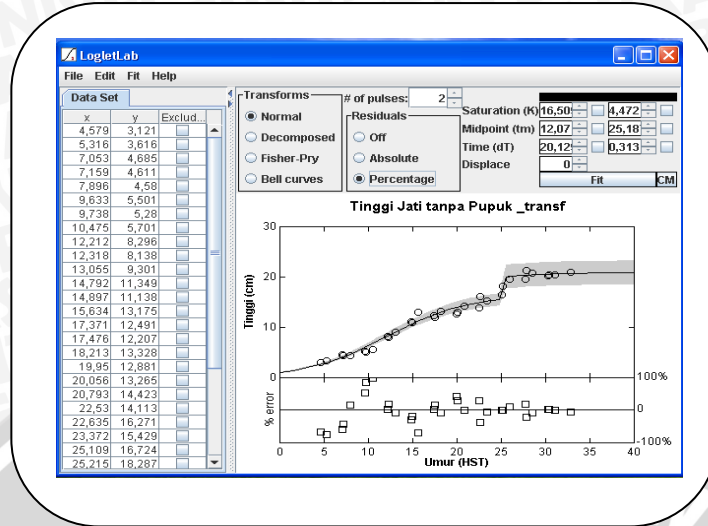 LogletLab
File Edit Fit Help
Data Set
x y Exclud...
4,579 3,121
5,316 3,616
7,053 4,685
7,159 4,611
7,896 4,58
9,633 5,501
9,738 5,28
10,475 5,701
12,212 8,296
12,318 8,138
13,055 9,301
14,792 11,349
14,897 11,138
15,634 13,175
17,371 12,491
17,476 12,207
18,213 13,328
19,95 12,881
20,056 13,265
20,793 14,423
22,53 14,113
22,635 16,271
23,372 15,429
25,109 16,724
25,215 18,287
Transforms
Normal
Decomposed
Fisher-Pry
Bell curves
# of pulses: 2
Residuals
Off
Absolute
Percentage
Saturation (K) 16,50 4,472
Midpoint (tm) 12,07 25,18
Time (dT) 20,12 0,313
Displace 0
Fit CM
Tinggi Jati tanpa Pupuk _transf
Tinggi (cm)
30
20
10
0
100%
0
-100%
% error
0 5 10 15 20 25 30 35 40
Umur (HST)